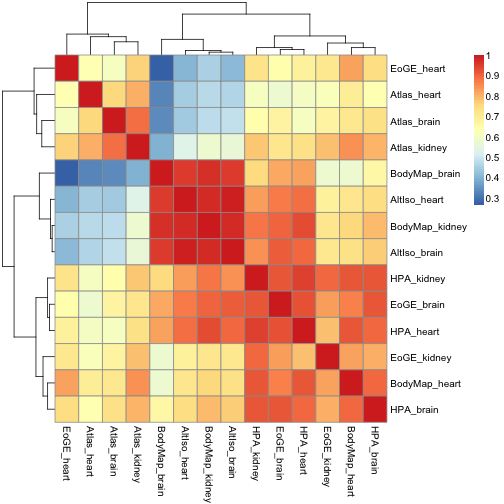 EoGE_heart
Atlas_heart
Atlas_brain
Atlas_kidney
BodyMap_brain
AltIso_heart
BodyMap_kidney
AltIso_brain
HPA_kidney
EoGE_brain
HPA_heart
EoGE_kidney
BodyMap_heart
HPA_brain
1
0.9
0.8
0.7
0.6
0.5
0.4
0.3
EoGE_heart
Atlas_heart
Atlas_brain
Atlas_kidney
BodyMap_brain
AltIso_heart
BodyMap_kidney
AltIso_brain
HPA_kidney
EoGE_brain
HPA_heart
EoGE_kidney
BodyMap_heart
HPA_brain